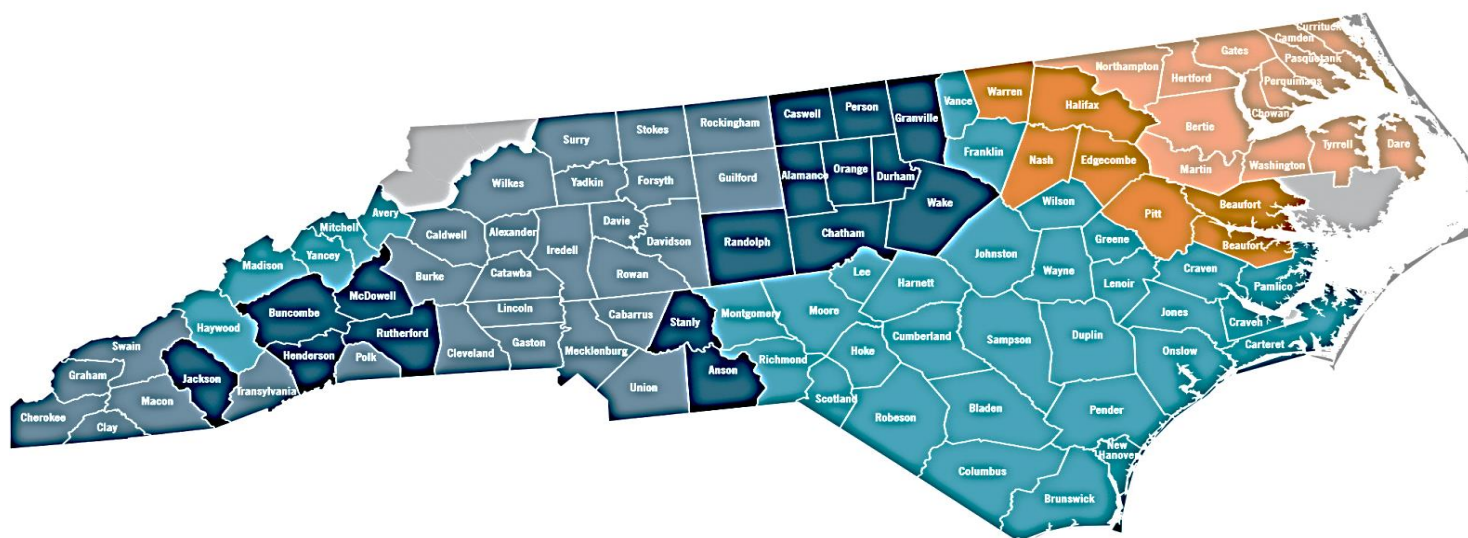 Currituck
Camden
Gates
Pasquotank
Northampton
Hertford
Perquimans
Chowan
Warren
Halifax
Vance
Caswell
Person
Granville
Rockingham
Stokes
Surry
Bertie
Tyrrell
Dare
Washington
Martin
Franklin
Nash
Edgecombe
Alamance
Orange
Durham
Guilford
Forsyth
Yadkin
Wilkes
Wake
Wilson
Pitt
Beaufort
Beaufort
Avery
Mitchell
Yancey
Madison
Caldwell
Alexander
Davie
Iredell
Davidson
Randolph
Chatham
Johnston
Greene
Wayne
Craven
Pamlico
Lenoir
Lee
Harnett
Burke
Catawba
Rowan
McDowell
Buncombe
Haywood
Rutherford
Lincoln
Cabarrus
Stanly
Montgomery
Moore
Jones
Craven
Carteret
Cumberland
Sampson
Duplin
Onslow
Hoke
Richmond
Swain
Graham
Jackson
Henderson
Polk
Cleveland
Gaston
Mecklenburg
Union
Anson
Scotland
Transylvania
Macon
Cherokee
Clay
Robeson
Bladen
Pender
New
Hanover
Columbus
Brunswick